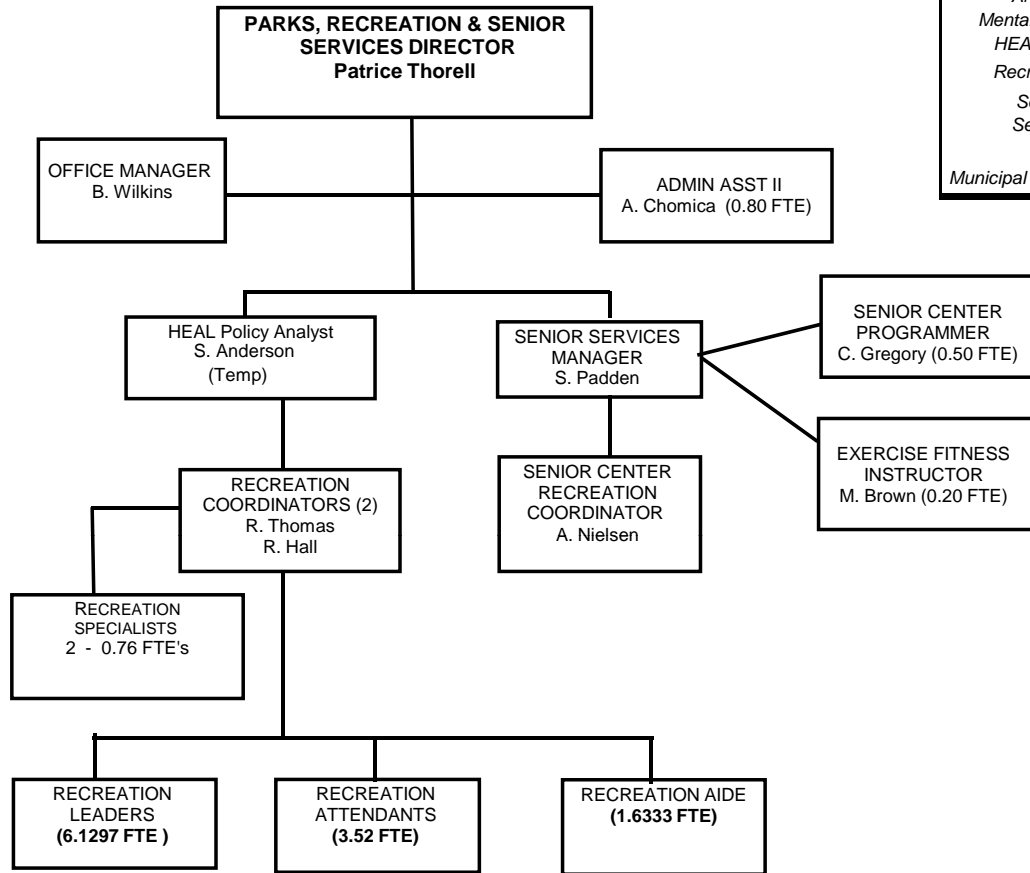 PARKS, RECREATION & SENIOR
SERVICES DIRECTOR
Patrice Thorell
Municipal
OFFICE MANAGER
B. Wilkins
ADMIN ASST II
A. Chomica (0.80 FTE)
HEAL Policy Analyst
S. Anderson
(Temp)
SENIOR SERVICES
MANAGER
S. Padden
SENIOR CENTER
PROGRAMMER
C. Gregory (0.50 FTE)
EXERCISE FITNESS
INSTRUCTOR
M. Brown (0.20 FTE)
RECREATION
COORDINATORS (2)
R. Thomas
R. Hall
SENIOR CENTER
RECREATION
COORDINATOR
A. Nielsen
RECREATION
SPECIALISTS
2 - 0.76 FTE's
RECREATION
LEADERS
(6.1297 FTE )
RECREATION
ATTENDANTS
(3.52 FTE)
RECREATION AIDE
(1.6333 FTE)